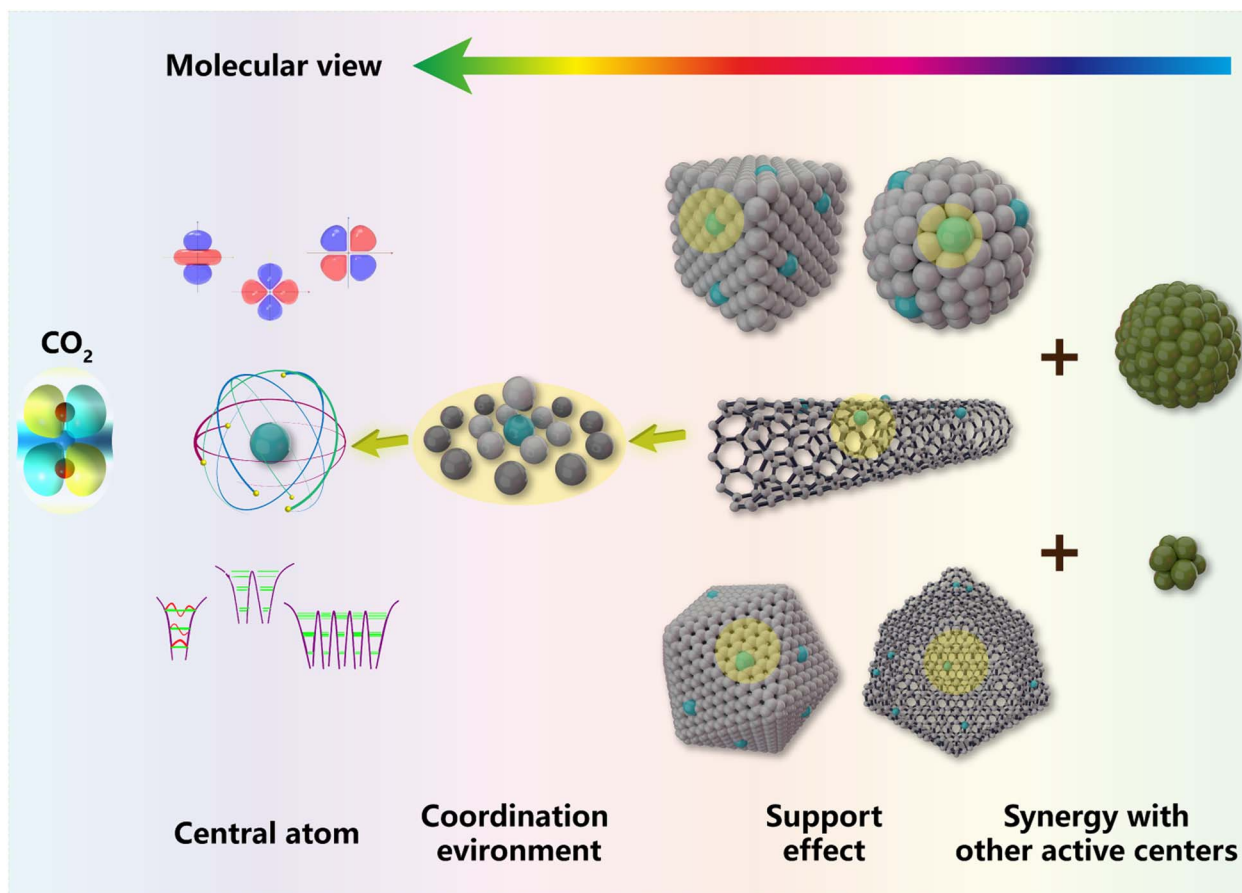 Molecular view
CO₂
Central atom
Coordination
evironment
Support
effect
Synergy with
other active centers